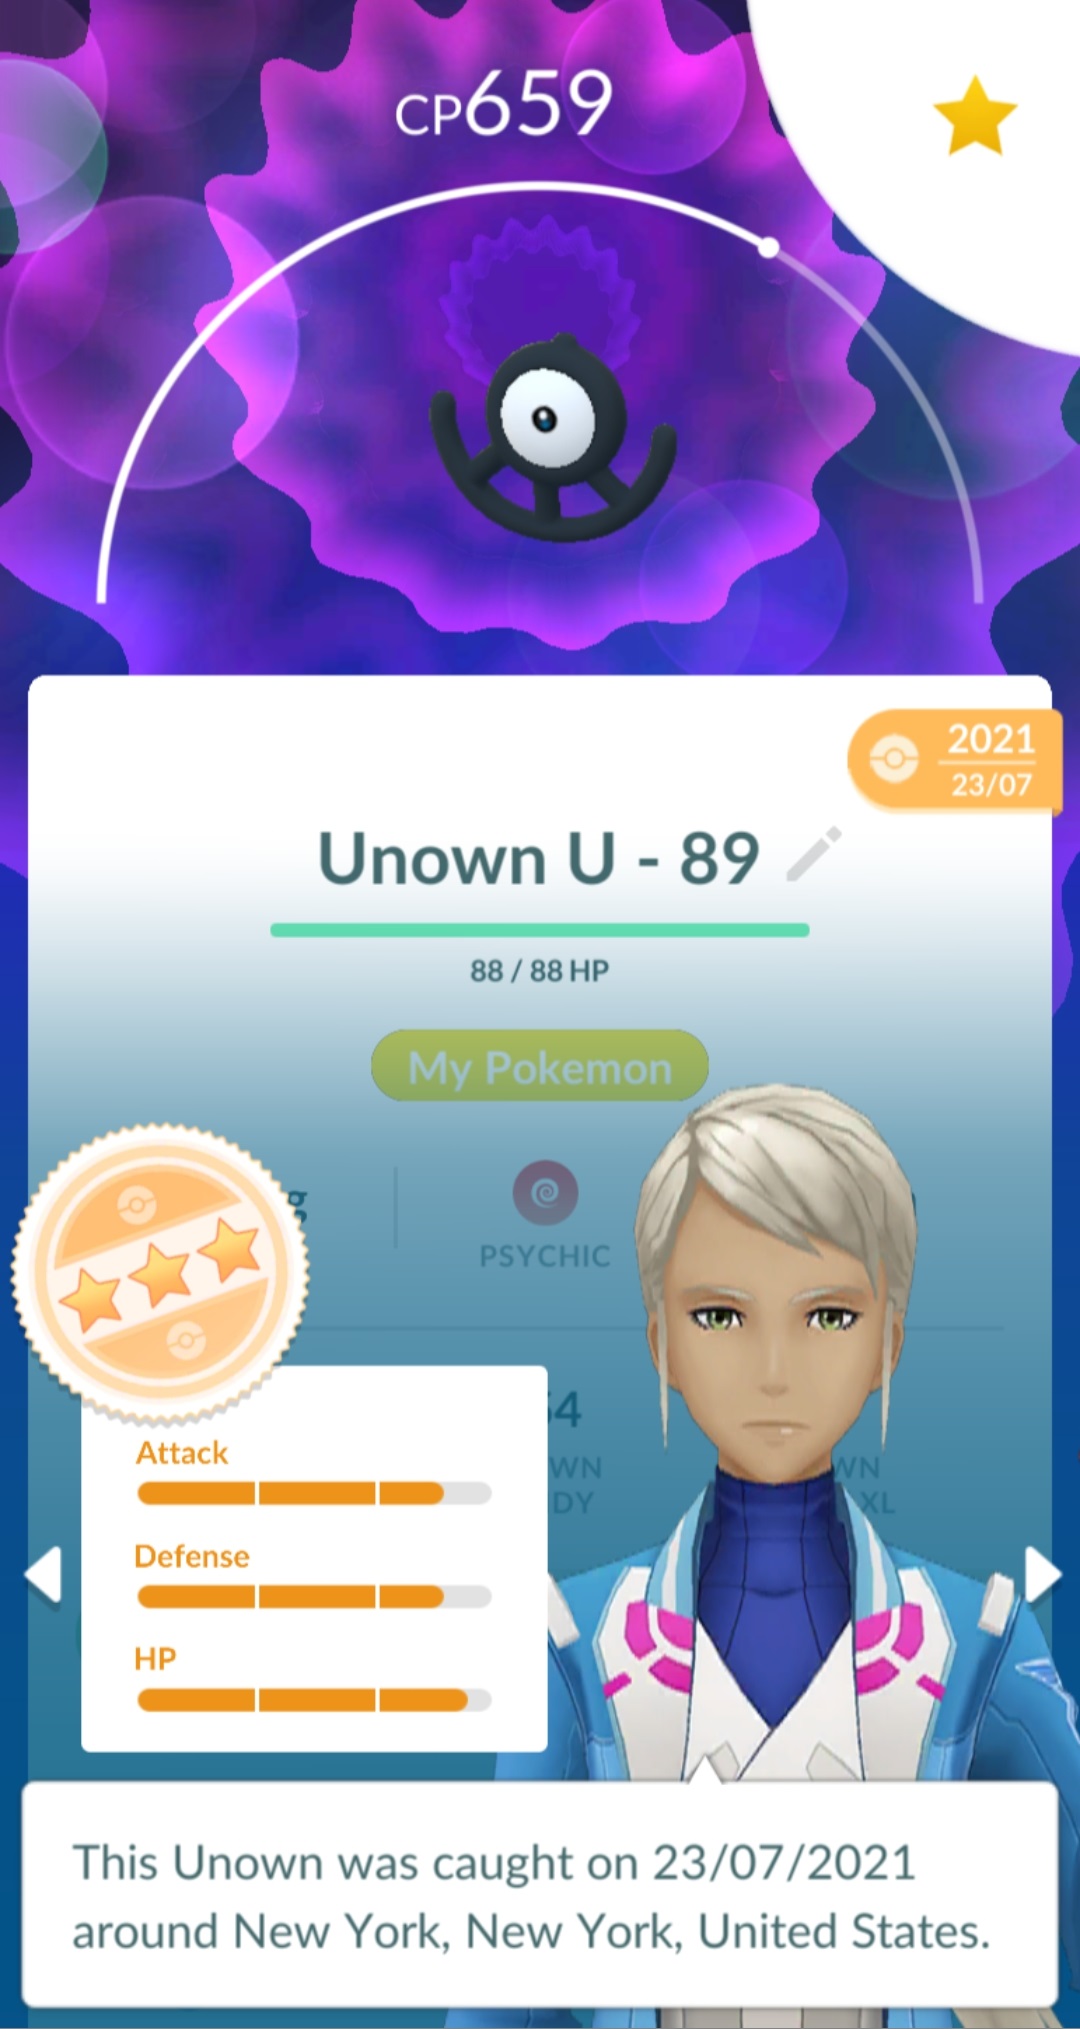 CP659
2021
23/07
Unown U - 89
88 / 88 HP
My Pokemon
g
PSYCHIC
54
WN
WN
DY
XL
Attack
Defense
HP
This Unown was caught on 23/07/2021
around New York, New York, United States.